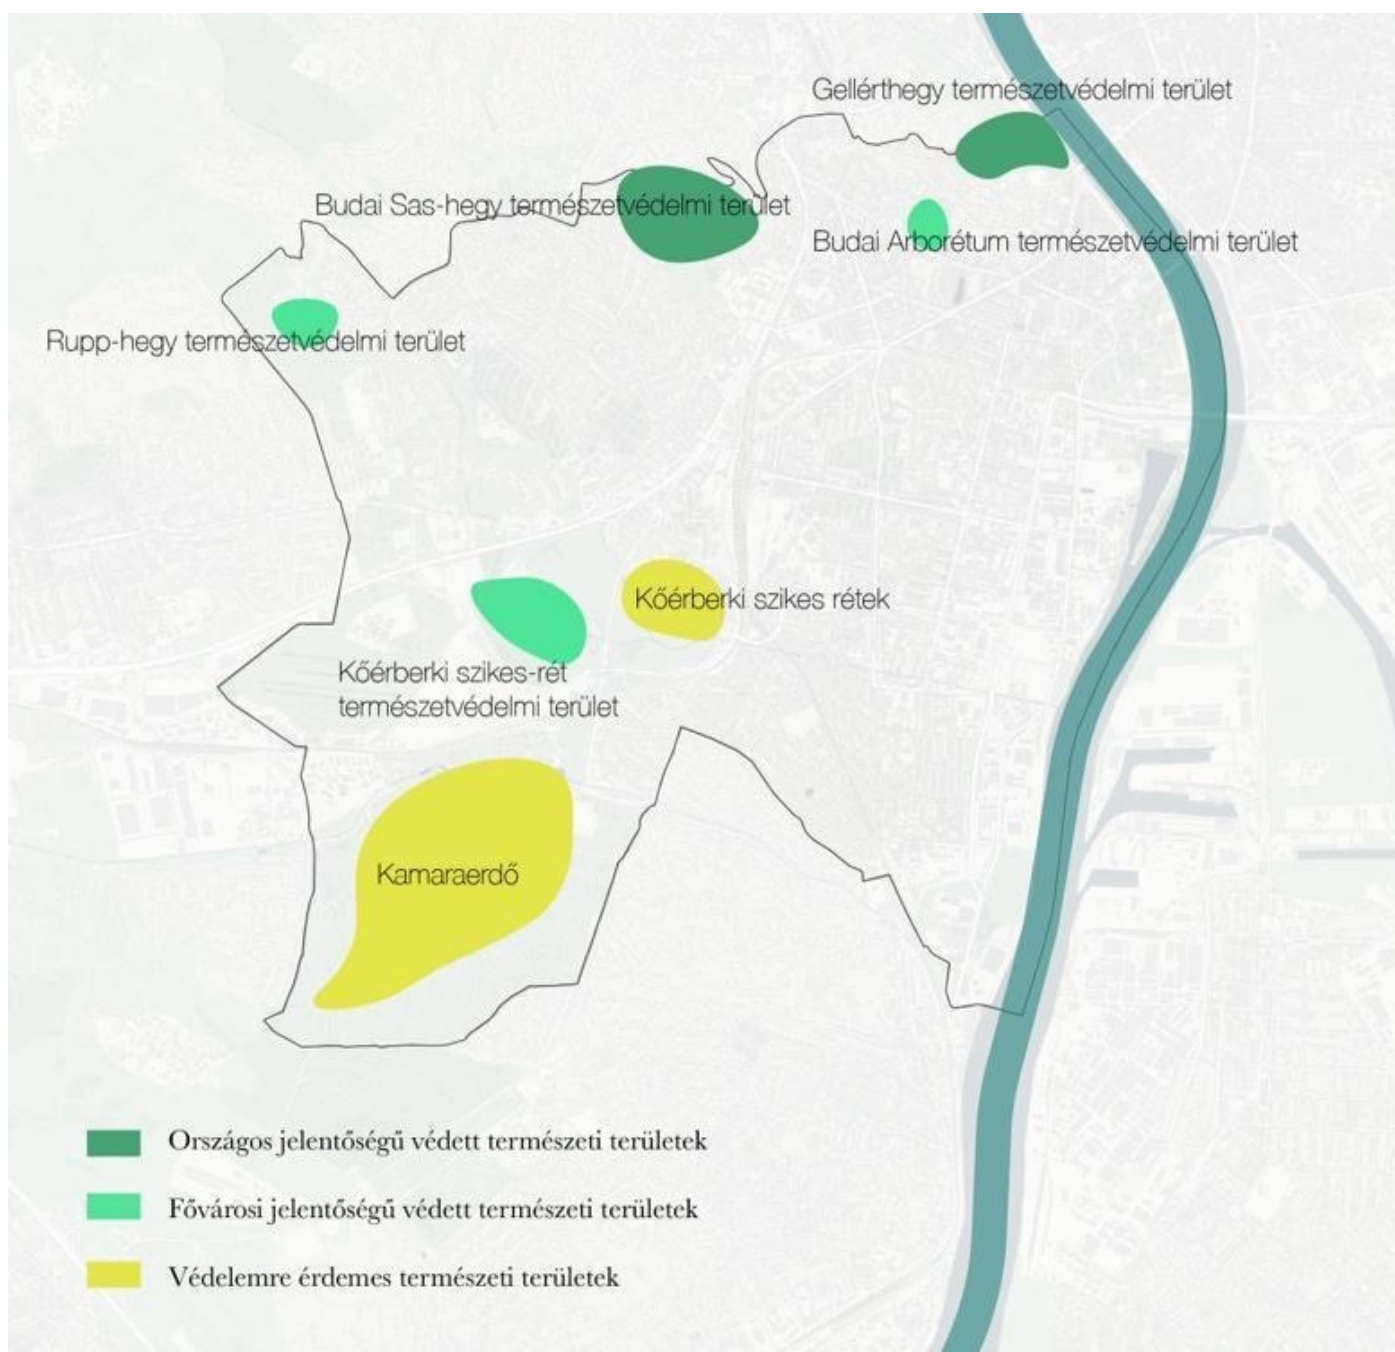 Gellérthegy természetvédelmi terület
Budai Sas-hegy természetvédelmi terület
Budai Arborétum természetvédelmi terület
Rupp-hegy természetvédelmi terület
Kőérberki szikes rétek
Kőérberki szikes-rét
természetvédelmi terület
Kamaraerdő
Országos jelentőségű védett természeti területek
Fővárosi jelentőségű védett természeti területek
Védelemre érdemes természeti területek